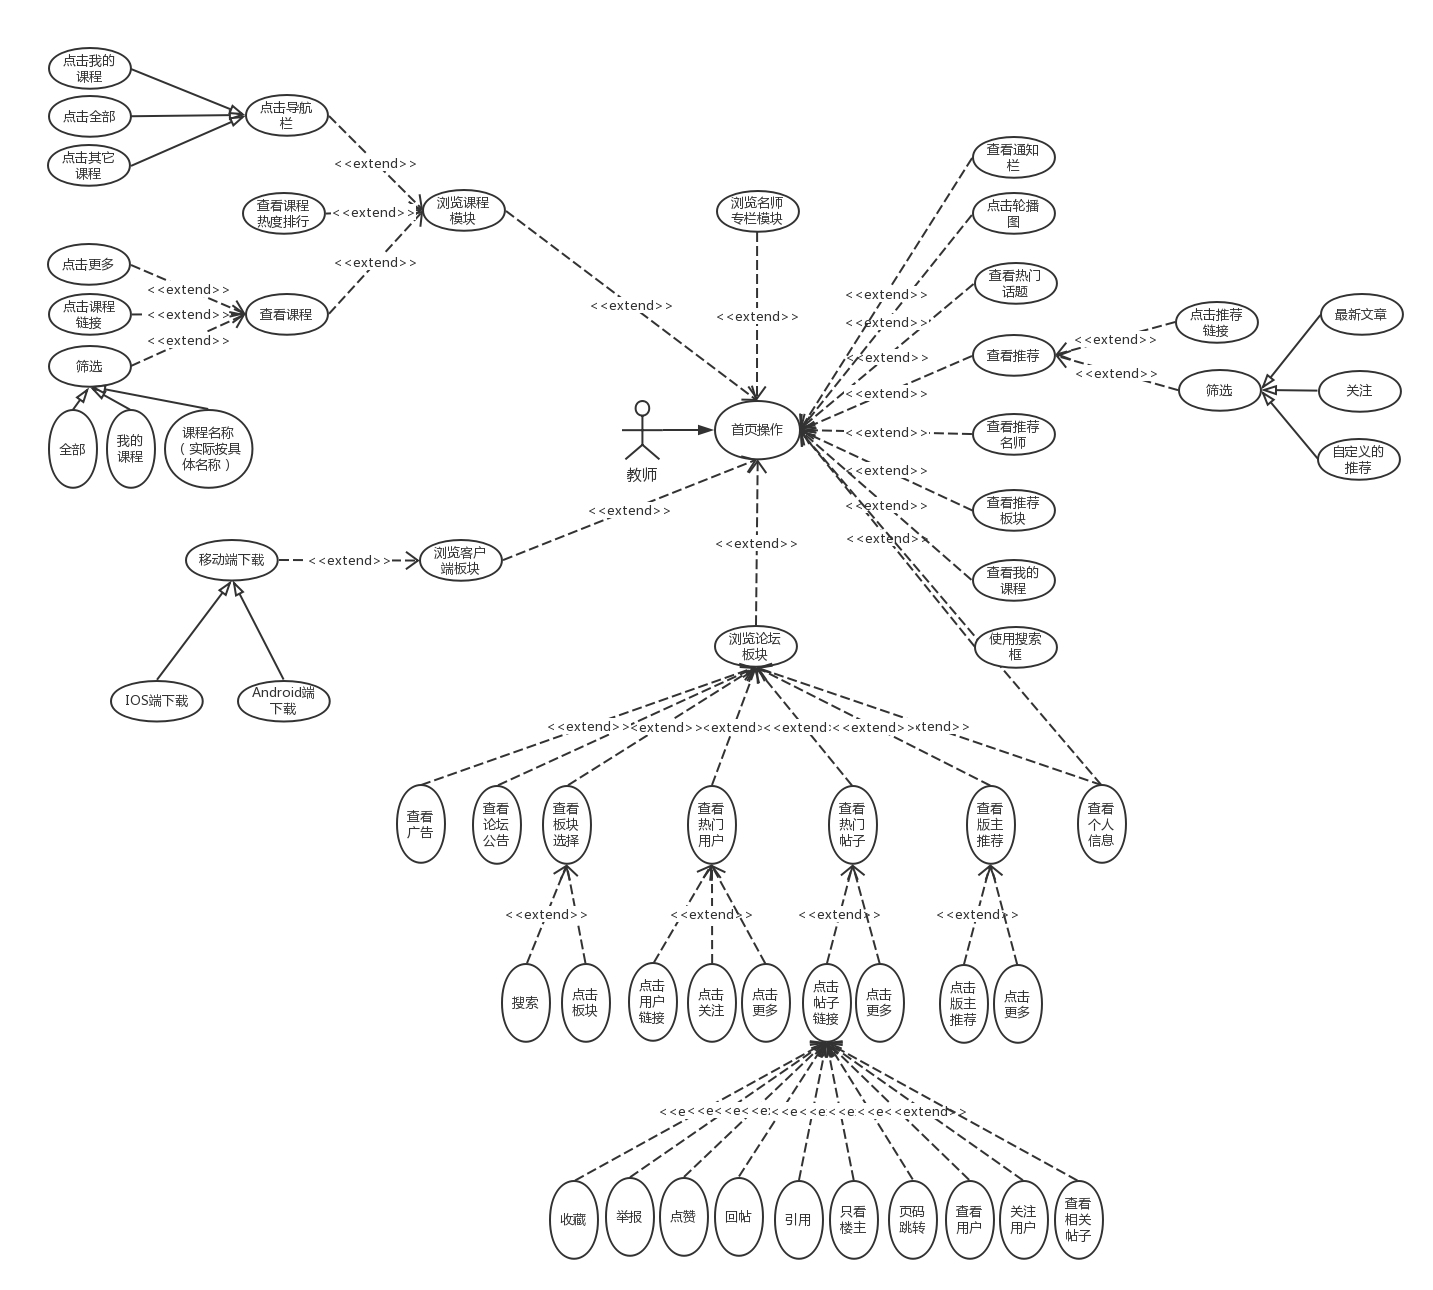 点击我的
课程
点击全部
点击其它
课程
点击导航
栏
<<extend>>
查看课程
热度排行
<<extend>>
浏览课程
模块
<<extend>>
点击更多
点击课程
链接
筛选
<<extend>>
<<extend>>
<<extend>>
查看课程
全部
我的
课程
课程名称
（实际按具
体名称）
<<extend>>
浏览名师
专栏模块
<<extend>>
教师
首页操作
查看通知
栏
点击轮播
图
查看热门
话题
查看推荐
查看推荐
名师
查看推荐
板块
查看我的
课程
使用搜索
框
<<extend>>
<<extend>>
<<extend>>
<<extend>>
<<extend>>
<<extend>>
<<extend>>
<<extend>>
<<extend>>
<<extend>>
点击推荐
链接
筛选
最新文章
关注
自定义的
推荐
<<extend>>
移动端下载
<<extend>>
浏览客户
端板块
IOS端下载
Android端
下载
<<extend>>
浏览论坛
板块
<<extend>><extend>><extend><<extend><<extend>>xtend>>
查看
广告
查看
论坛
公告
查看
板块
选择
查看
热门
用户
查看
热门
帖子
查看
版主
推荐
查看
个人
信息
<<extend>>
<<extend>>
<<extend>>
<<extend>>
搜索
点击
板块
点击
用户
链接
点击
关注
点击
更多
点击
帖子
链接
点击
更多
点击
版主
推荐
点击
更多
<<e<<e<<e<<e<<e<<e<<e<<e<<extend>>
收藏
举报
点赞
回帖
引用
只看
楼主
页码
跳转
查看
用户
关注
用户
查看
相关
帖子